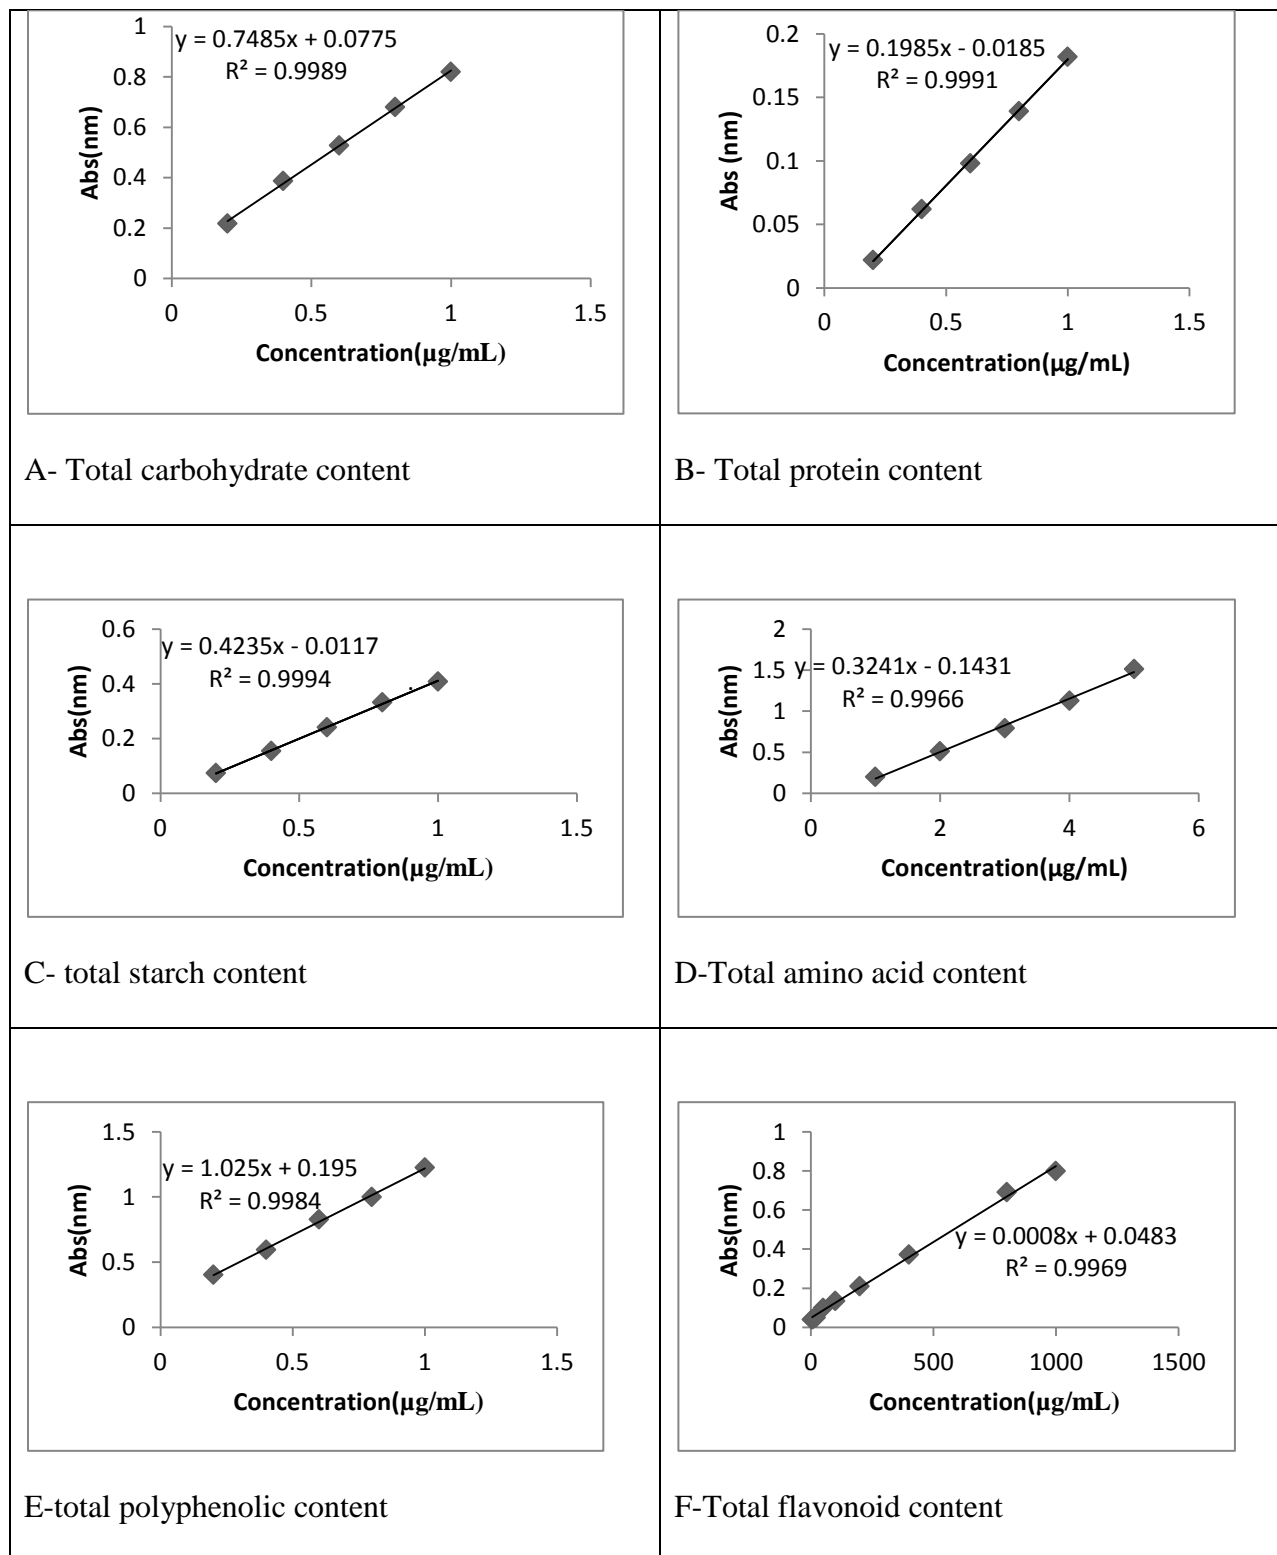 1
y = 0.7485x + 0.0775
R² = 0.9989
0.8
0.6
0.4
0.2
0
Abs(nm)
0 0.5 1 1.5
Concentration(µg/mL)
A- Total carbohydrate content
0.2
y = 0.1985x - 0.0185
R² = 0.9991
0.15
0.1
0.05
0
Abs (nm)
0 0.5 1 1.5
Concentration(µg/mL)
B- Total protein content
0.6
y = 0.4235x - 0.0117
R² = 0.9994
0.4
0.2
0
Abs(nm)
0 0.5 1 1.5
Concentration(µg/mL)
C- total starch content
2
y = 0.3241x - 0.1431
1.5
R² = 0.9966
1
0.5
0
Abs(nm)
0 2 4 6
Concentration(µg/mL)
D-Total amino acid content
1.5
y = 1.025x + 0.195
R² = 0.9984
1
0.5
0
Abs(nm)
0 0.5 1 1.5
Concentration(µg/mL)
E-total polyphenolic content
1
0.8
0.6
y = 0.0008x + 0.0483
0.4
R² = 0.9969
0.2
0
Abs(nm)
0 500 1000 1500
Concentration(µg/mL)
F-Total flavonoid content